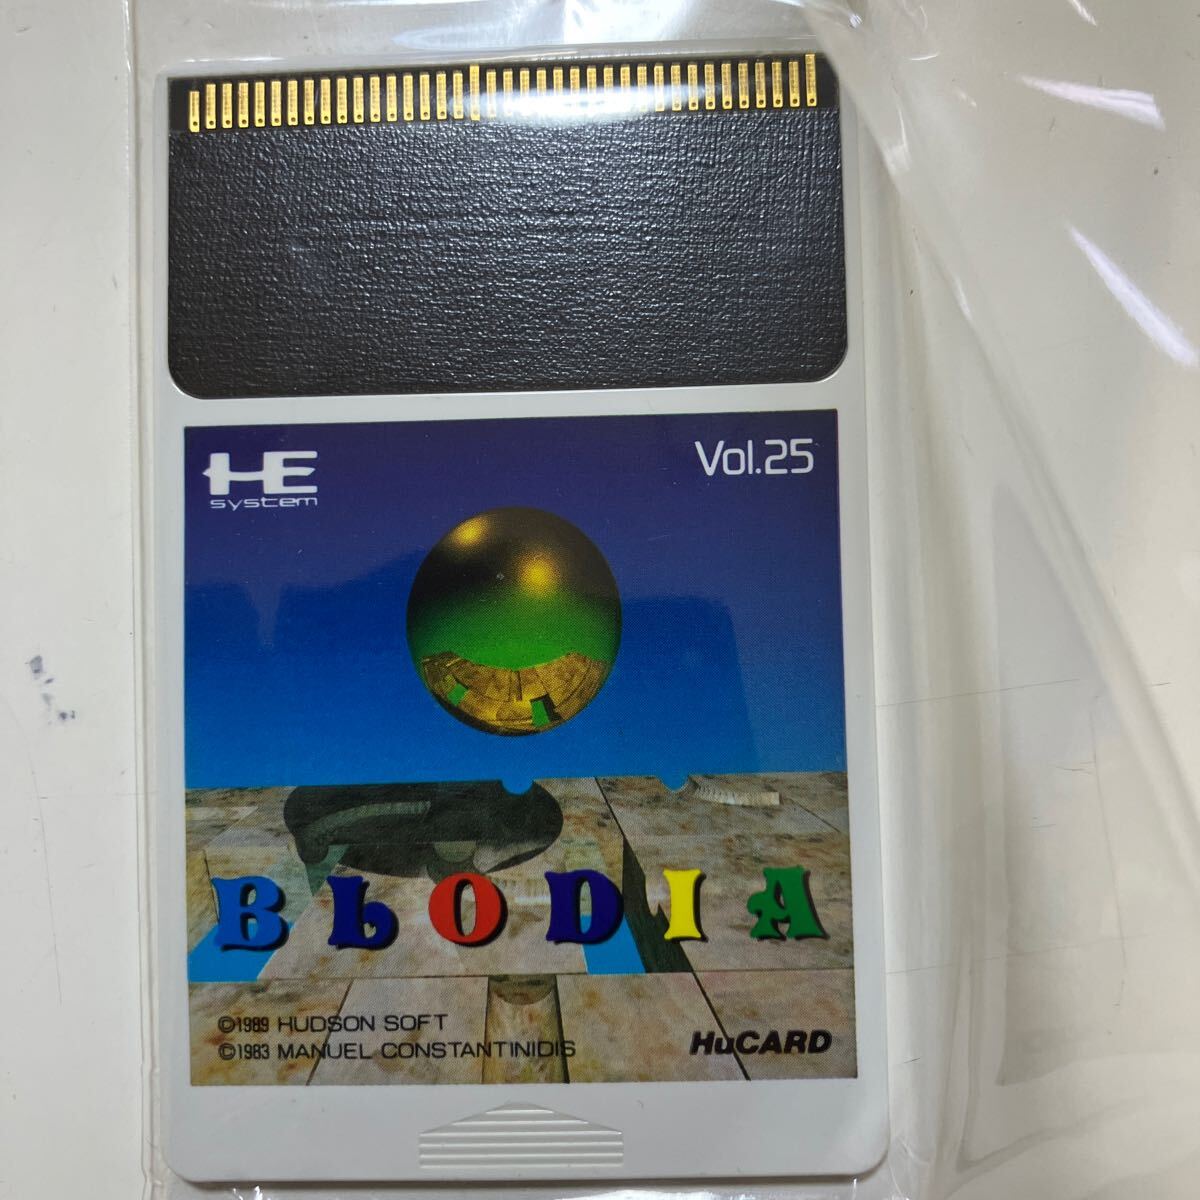 HE
system
Vol.25
BLODIA
©1989 HUDSON SOFT
©1983 MANUEL CONSTANTINIDIS
HuCARD